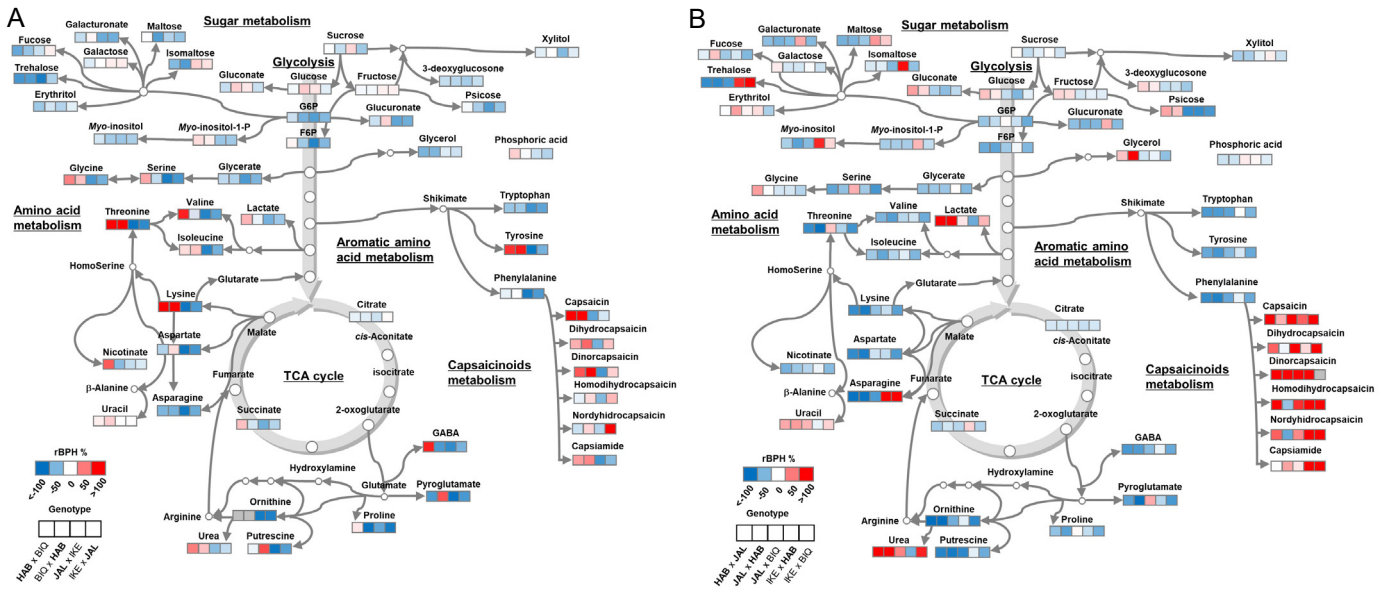 A
Sugar metabolism
Galacturonate
Maltose
Fucose
Galactose
Isomaltose
Trehalose
Erythritol
Sucrose
Xylitol
Glycolysis
Gluconate
Glucose
Fructose
3-deoxyglucosone
Psicose
G6P
Glucuronate
F6P
Myo-inositol
Myo-inositol-1-P
Glycerol
Phosphoric acid
Glycine
Serine
Glycerate
Amino acid
metabolism
Threonine
Valine
Lactate
Isoleucine
Shikimate
Tryptophan
Tyrosine
Aromatic amino
acid metabolism
HomoSerine
Glutarate
Phenylalanine
Lysine
Citrate
Capsaicin
Malate
cis-Aconitate
Dihydrocapsaicin
Aspartate
Dinorcapsaicin
Nicotinate
Fumarate
TCA cycle
isocitrate
Capsaicinoids
metabolism
Homodihydrocapsaicin
β-Alanine
Asparagine
2-oxoglutarate
Nordyhidrocapsaicin
Uracil
Succinate
GABA
Capsiamide
rBPH %
<-100
-50
0
50
>100
Hydroxylamine
Glutamate
Pyroglutamate
Genotype
Ornithine
Arginine
Proline
Urea
Putrescine
HAB x BIQ
BIQ x HAB
JAL x IKE
IKE x JAL
B
Sugar metabolism
Galacturonate
Maltose
Fucose
Galactose
Isomaltose
Trehalose
Erythritol
Sucrose
Xylitol
Glycolysis
Gluconate
Glucose
Fructose
3-deoxyglucosone
Psicose
G6P
Glucuronate
F6P
Myo-inositol
Myo-inositol-1-P
Glycerol
Phosphoric acid
Glycine
Serine
Glycerate
Amino acid
metabolism
Threonine
Valine
Lactate
Isoleucine
Shikimate
Tryptophan
Tyrosine
Aromatic amino
acid metabolism
HomoSerine
Glutarate
Phenylalanine
Lysine
Citrate
Capsaicin
Malate
cis-Aconitate
Dihydrocapsaicin
Aspartate
Dinorcapsaicin
Nicotinate
Fumarate
TCA cycle
isocitrate
Capsaicinoids
metabolism
Homodihydrocapsaicin
β-Alanine
Asparagine
2-oxoglutarate
Nordyhidrocapsaicin
Uracil
Succinate
GABA
Capsiamide
rBPH %
<-100
-50
0
50
>100
Hydroxylamine
Pyroglutamate
Genotype
Ornithine
Arginine
Proline
Urea
Putrescine
HAB x JAL
JAL x HAB
JAL x BIQ
IKE x HAB
IKE x BIQ